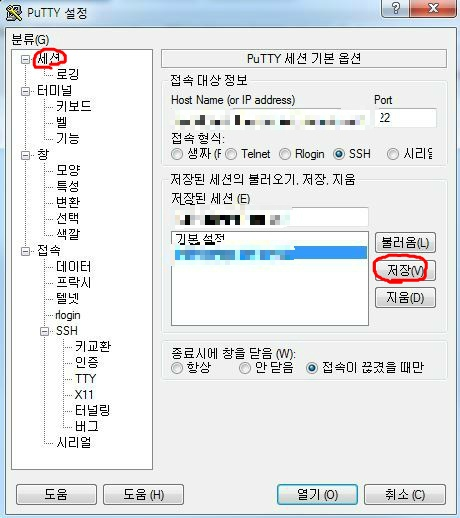 PuTTY 설정
분류(G)
세션
로깅
터미널
키보드
벨
기능
창
모양
특성
변환
선택
색깔
접속
데이터
프락시
텔넷
rlogin
SSH
키교환
인증
TTY
X11
터널링
버그
시리얼
PuTTY 세션 기본 옵션
접속 대상 정보
Host Name (or IP address) Port
22
접속 형식:
생짜 (F Telnet Rlogin SSH 시리얼
저장된 세션의 불러오기, 저장, 지움
저장된 세션 (E)
기본 설정
불러옴(L)
저장(V)
지움(D)
종료시에 창을 닫음 (W):
항상 안 닫음 접속이 끊겼을 때만
도움 도움 (H) 열기 (O) 취소 (C)